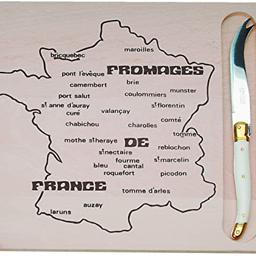 maroilles
bricquebec
pont leveque
FROMAGES
camembert
brie
port salut
coulommiers
munster
st anne d'auray
st florentin
curé
valançay
comté
chabichou
charolles
tomme
mothe st heraye
DE
reblochon
st nectaire
fourme
st marcelin
bleu
cantal
roquefort
picodon
FRANCE
tomme d'arles
auzay
laruns